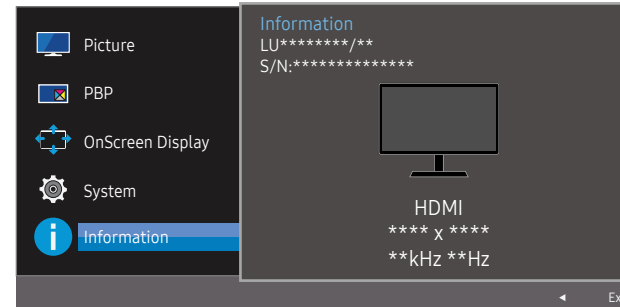 Picture
PBP
OnScreen Display
System
Information
Information
LU********/**
S/N:**************
HDMI
**** x ****
**kHz **Hz